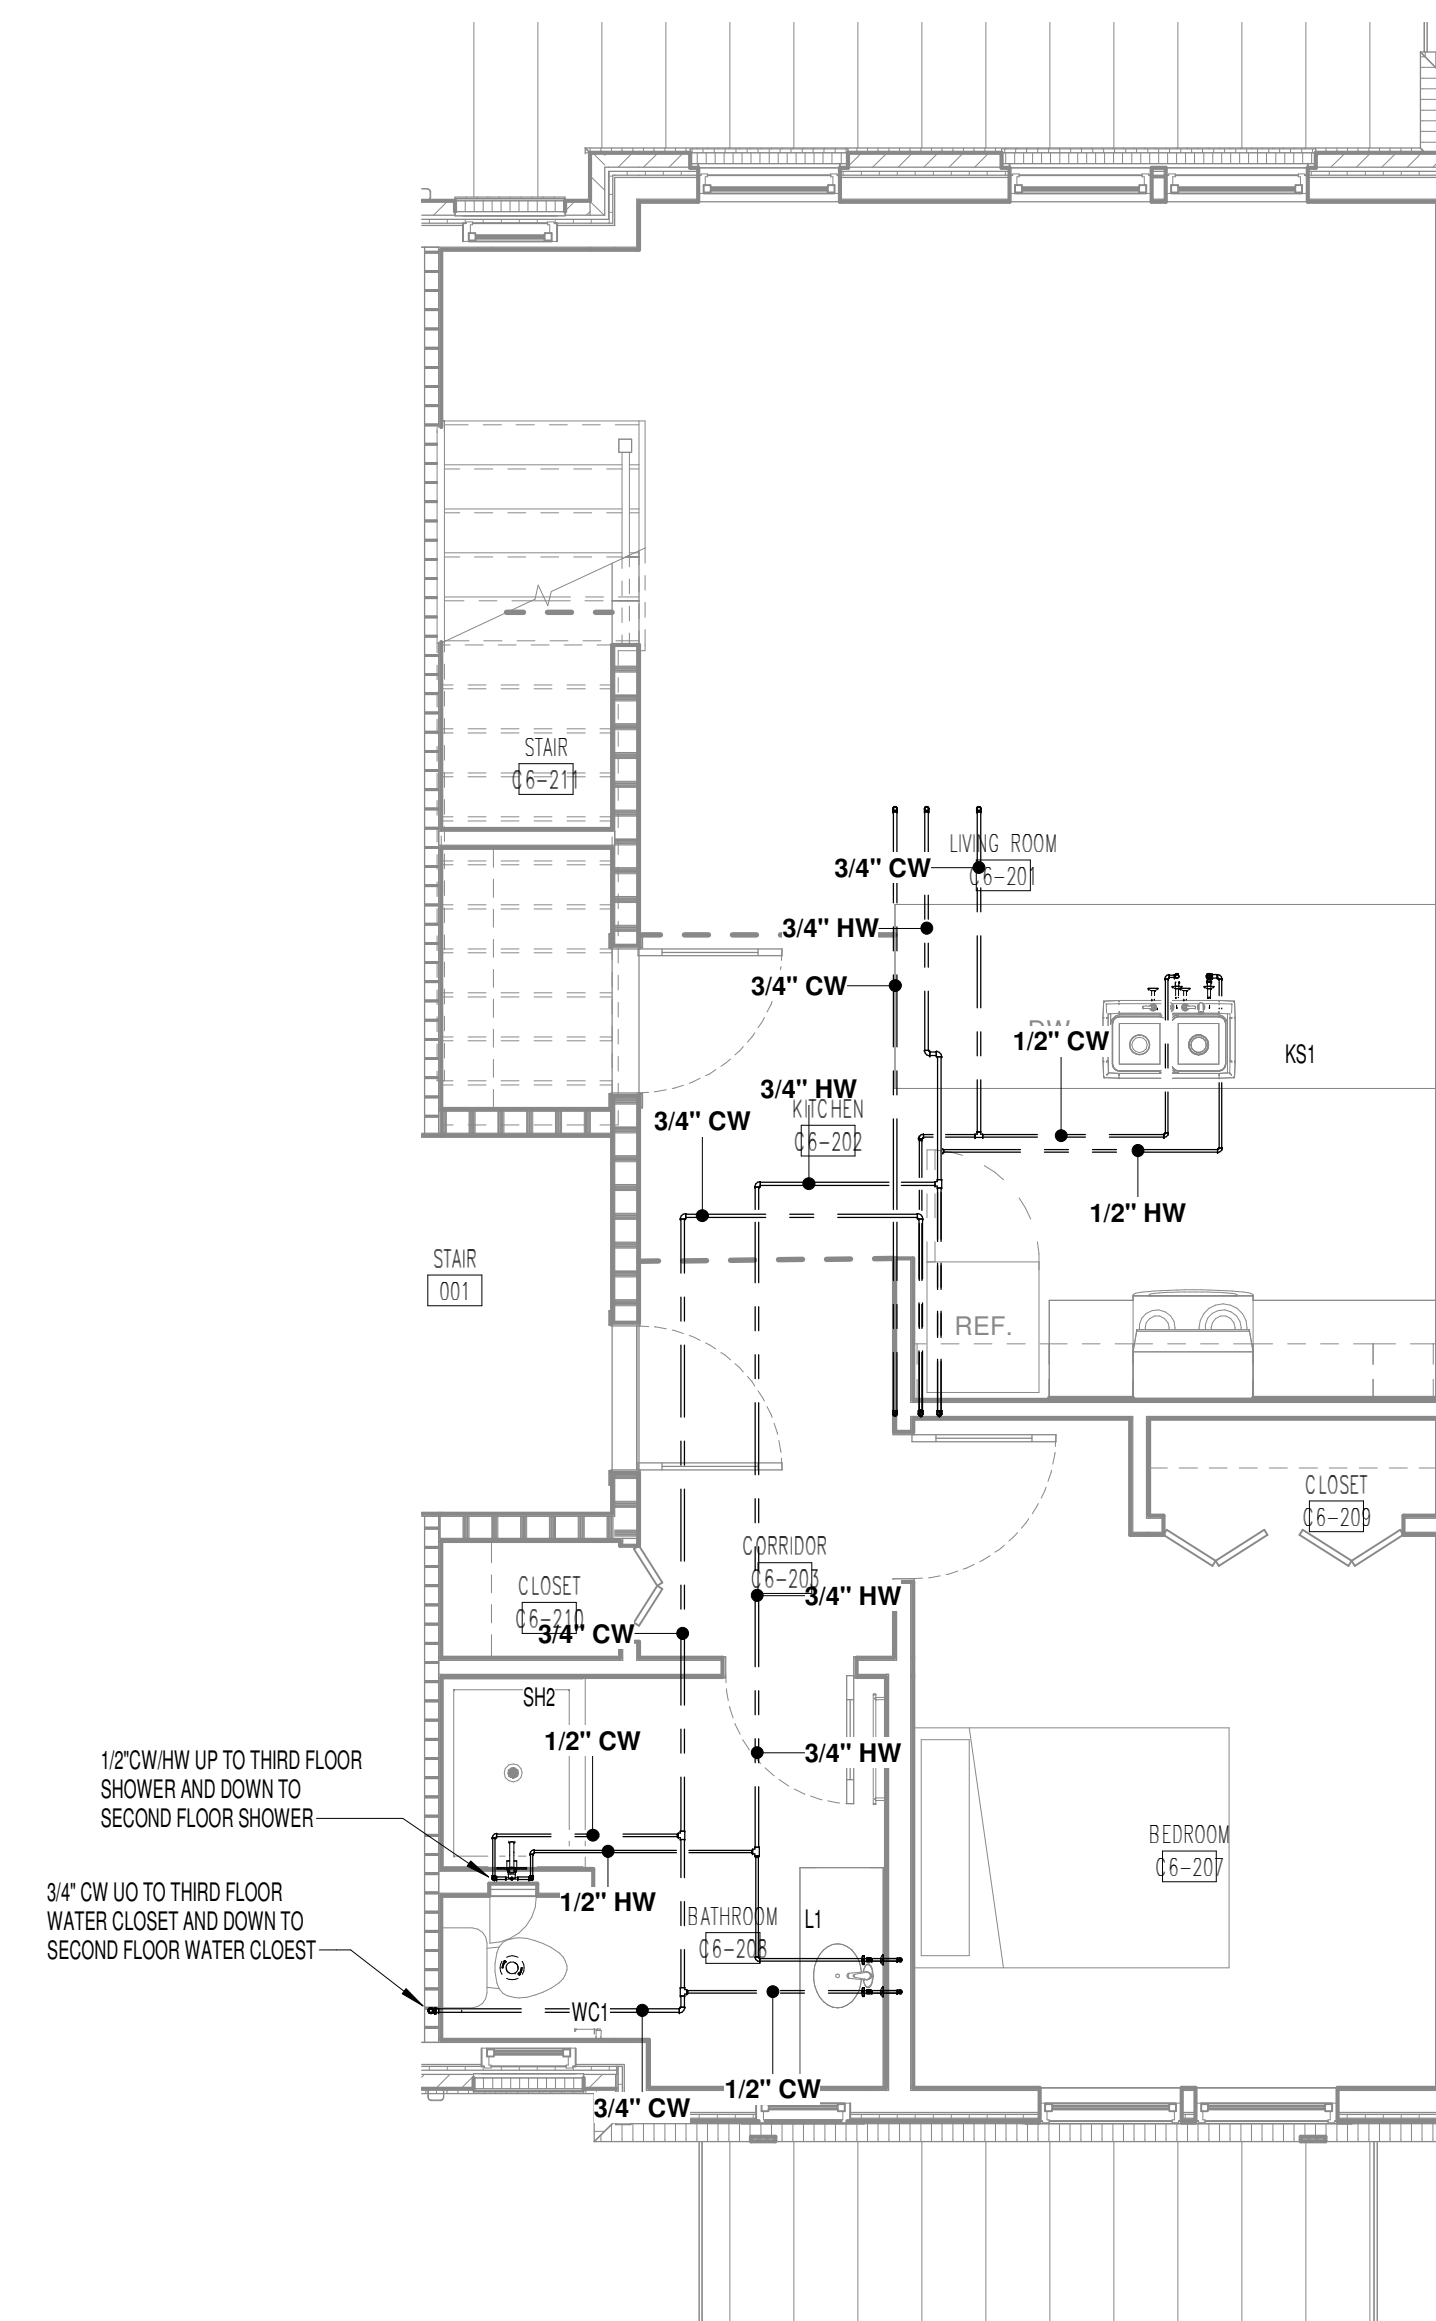 STAIR
C6-211
LIVING ROOM
C6-201
3/4" CW
3/4" HW
3/4" CW
DW
1/2" CW
KS1
3/4" HW
KITCHEN
C6-202
3/4" CW
1/2" HW
STAIR
001
REF.
CLOSET
C6-209
CORRIDOR
C6-203
3/4" HW
CLOSET
C6-210
3/4" CW
SH2
1/2" CW
3/4" HW
1/2"CW/HW UP TO THIRD FLOOR
SHOWER AND DOWN TO
SECOND FLOOR SHOWER
BEDROOM
C6-207
3/4" CW UO TO THIRD FLOOR
WATER CLOSET AND DOWN TO
SECOND FLOOR WATER CLOEST
1/2" HW
BATHROOM
C6-208
L1
WC1
1/2" CW
3/4" CW